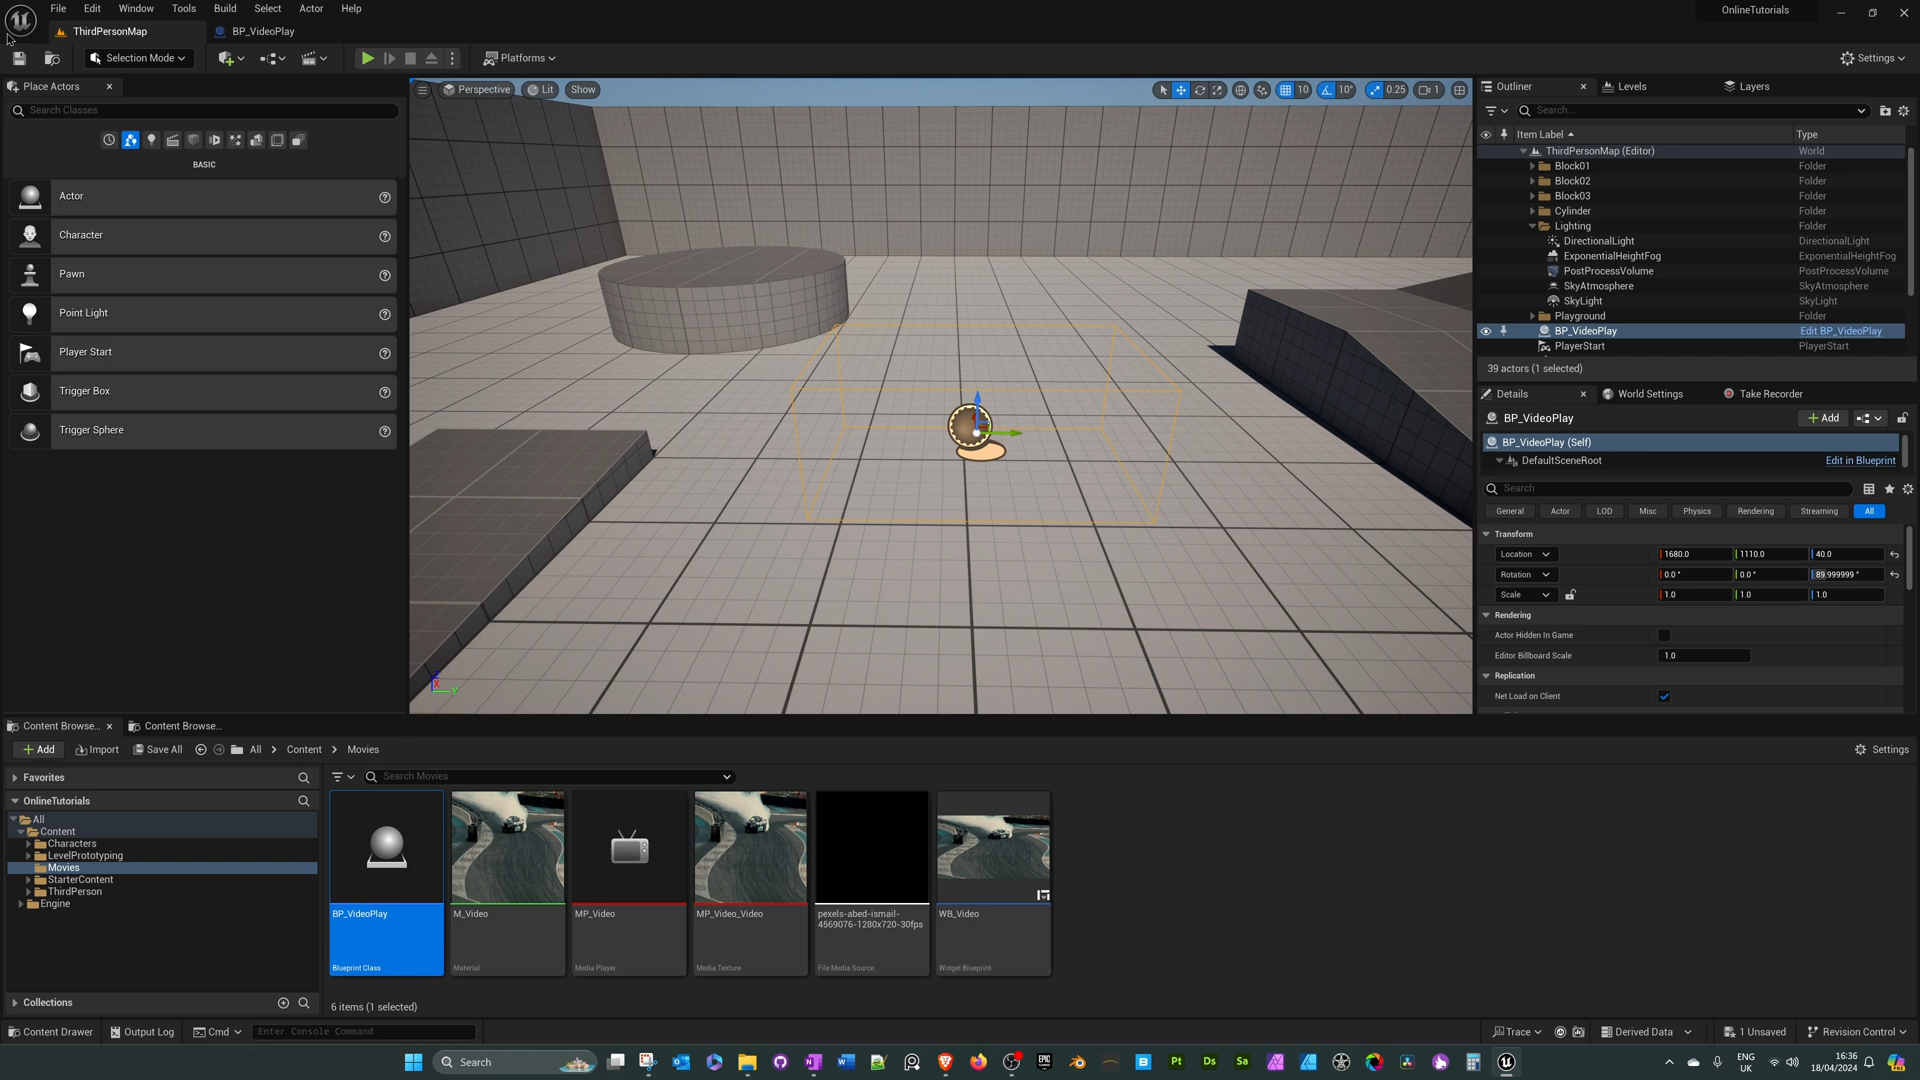 File Edit Window Tools Build Select Actor Help
OnlineTutorials
ThirdPersonMap
BP_VideoPlay
Selection Mode
Platforms
Settings
Place Actors
Search Classes
BASIC
Actor
Character
Pawn
Point Light
Player Start
Trigger Box
Trigger Sphere
Perspective Lit Show
10 10° 0.25 1
X
Y
Outliner Levels Layers
Search...
Item Label Type
ThirdPersonMap (Editor) World
Block01 Folder
Block02 Folder
Block03 Folder
Cylinder Folder
Lighting Folder
DirectionalLight DirectionalLight
ExponentialHeightFog ExponentialHeightFog
PostProcessVolume PostProcessVolume
SkyAtmosphere SkyAtmosphere
SkyLight SkyLight
Playground Folder
BP_VideoPlay Edit BP_VideoPlay
PlayerStart PlayerStart
39 actors (1 selected)
Details World Settings Take Recorder
BP_VideoPlay
Add
BP_VideoPlay (Self)
DefaultSceneRoot Edit in Blueprint
Search
General Actor LOD Misc Physics Rendering Streaming All
Transform
Location 1680.0 1110.0 40.0
Rotation 0.0 ° 0.0 ° 89.999999 °
Scale 1.0 1.0 1.0
Rendering
Actor Hidden In Game
Editor Billboard Scale 1.0
Replication
Net Load on Client
Content Browse... Content Browse...
Add Import Save All All Content Movies Settings
Favorites
OnlineTutorials
All
Content
Characters
LevelPrototyping
Movies
StarterContent
ThirdPerson
Engine
Collections
Search Movies
BP_VideoPlay
Blueprint Class
M_Video
Material
MP_Video
Media Player
MP_Video_Video
Media Texture
pexels-abed-ismail-
4569076-1280x720-30fps
File Media Source
WB_Video
Widget Blueprint
6 items (1 selected)
Content Drawer Output Log Cmd Enter Console Command
Trace Derived Data 1 Unsaved Revision Control
Search
Pt Ds Sa
ENG
UK
16:36
18/04/2024